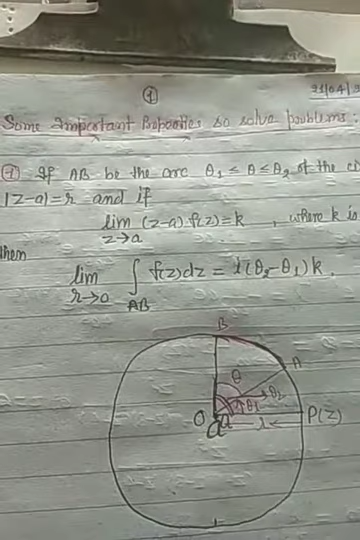 ①
31/04/
Some Important Properties to solve problems:
① If AB be the arc θ₁ ≤ θ ≤ θ₂ of the ci
|z-a|=r and if
lim (z-a) f(z)=k , where k is
z→a
then
lim ∫ f(z)dz = i(θ₂-θ₁)k.
r→0 AB
B
A
θ
θ₂
θ₁
O
a
r
P(z)